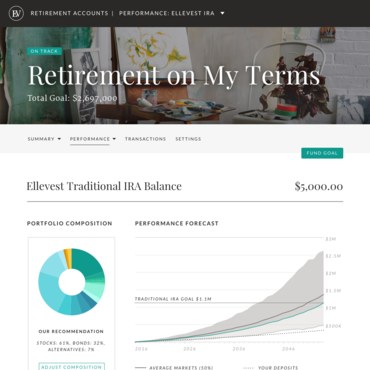 EV RETIREMENT ACCOUNTS | PERFORMANCE: ELLEVEST IRA
ON TRACK
Retirement on My Terms
Total Goal: $2,697,000
SUMMARY PERFORMANCE TRANSACTIONS SETTINGS
FUND GOAL
Ellevest Traditional IRA Balance $5,000.00
PORTFOLIO COMPOSITION PERFORMANCE FORECAST
$3M
$2.5M
$2M
$1.5M
TRADITIONAL IRA GOAL $1.1M
$1M
$500K
2016 2026 2036 2046
OUR RECOMMENDATION
STOCKS: 61%, BONDS: 32%,
ALTERNATIVES: 7%
ADJUST COMPOSITION
AVERAGE MARKETS (50%) YOUR DEPOSITS